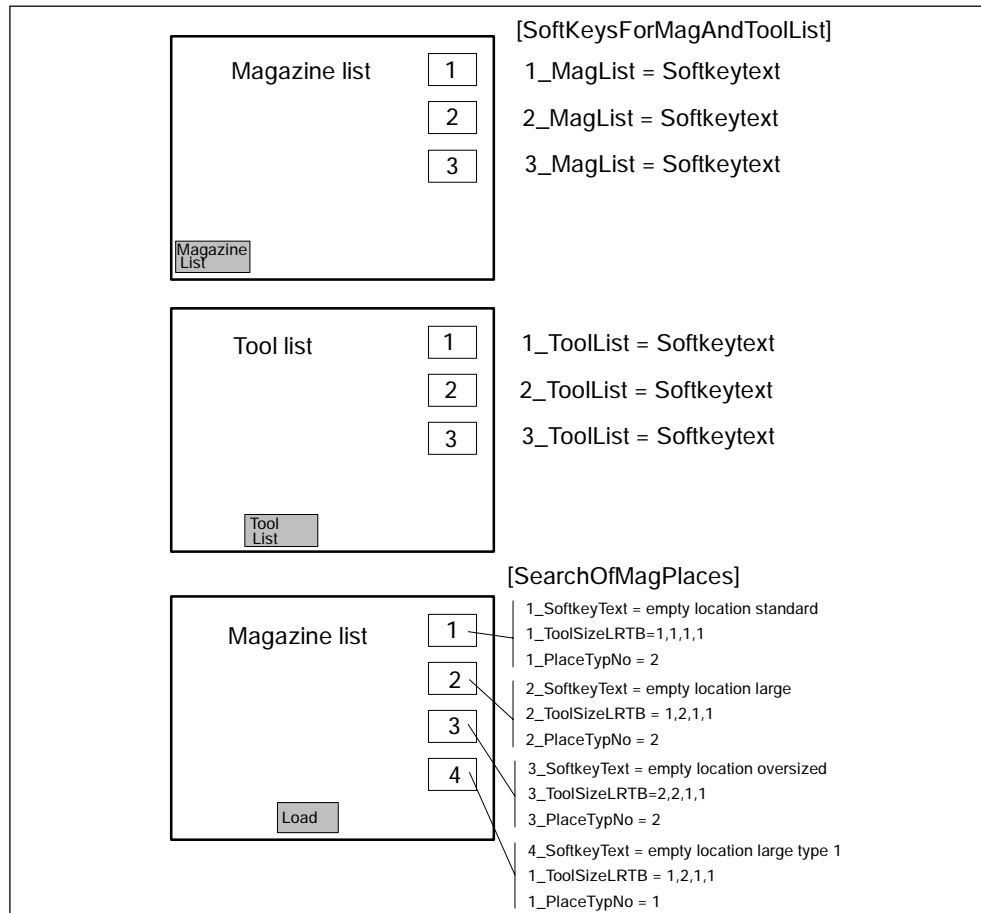 [SoftKeysForMagAndToolList]
Magazine list
1
1_MagList = Softkeytext
2
2_MagList = Softkeytext
3
3_MagList = Softkeytext
Magazine
List
Tool list
1
1_ToolList = Softkeytext
2
2_ToolList = Softkeytext
3
3_ToolList = Softkeytext
Tool
List
[SearchOfMagPlaces]
Magazine list
1
2
3
4
Load
1_SoftkeyText = empty location standard
1_ToolSizeLRTB=1,1,1,1
1_PlaceTypNo = 2
2_SoftkeyText = empty location large
2_ToolSizeLRTB = 1,2,1,1
2_PlaceTypNo = 2
3_SoftkeyText = empty location oversized
3_ToolSizeLRTB=2,2,1,1
3_PlaceTypNo = 2
4_SoftkeyText = empty location large type 1
1_ToolSizeLRTB = 1,2,1,1
1_PlaceTypNo = 1